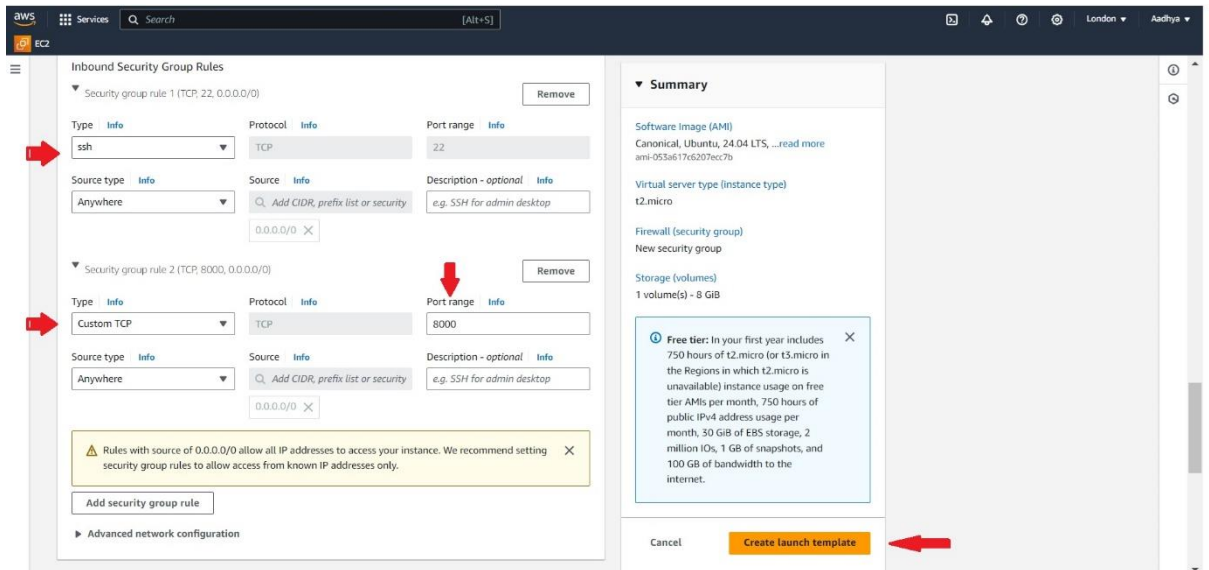 aws
Services
Search
[Alt+S]
London
Aadhya
EC2
Inbound Security Group Rules
Security group rule 1 (TCP, 22, 0.0.0.0/0)
Remove
Type Info
Protocol Info
Port range Info
ssh
TCP
22
Source type Info
Source Info
Description - optional Info
Anywhere
Add CIDR, prefix list or security
e.g. SSH for admin desktop
0.0.0.0/0
Security group rule 2 (TCP, 8000, 0.0.0.0/0)
Remove
Type Info
Protocol Info
Port range Info
Custom TCP
TCP
8000
Source type Info
Source Info
Description - optional Info
Anywhere
Add CIDR, prefix list or security
e.g. SSH for admin desktop
0.0.0.0/0
Rules with source of 0.0.0.0/0 allow all IP addresses to access your instance. We recommend setting
security group rules to allow access from known IP addresses only.
Add security group rule
Advanced network configuration
Summary
Software Image (AMI)
Canonical, Ubuntu, 24.04 LTS, ...read more
ami-053a617c6207ecc7b
Virtual server type (instance type)
t2.micro
Firewall (security group)
New security group
Storage (volumes)
1 volume(s) - 8 GiB
Free tier: In your first year includes
750 hours of t2.micro (or t3.micro in
the Regions in which t2.micro is
unavailable) instance usage on free
tier AMIs per month, 750 hours of
public IPv4 address usage per
month, 30 GiB of EBS storage, 2
million IOs, 1 GB of snapshots, and
100 GB of bandwidth to the
internet.
Cancel
Create launch template